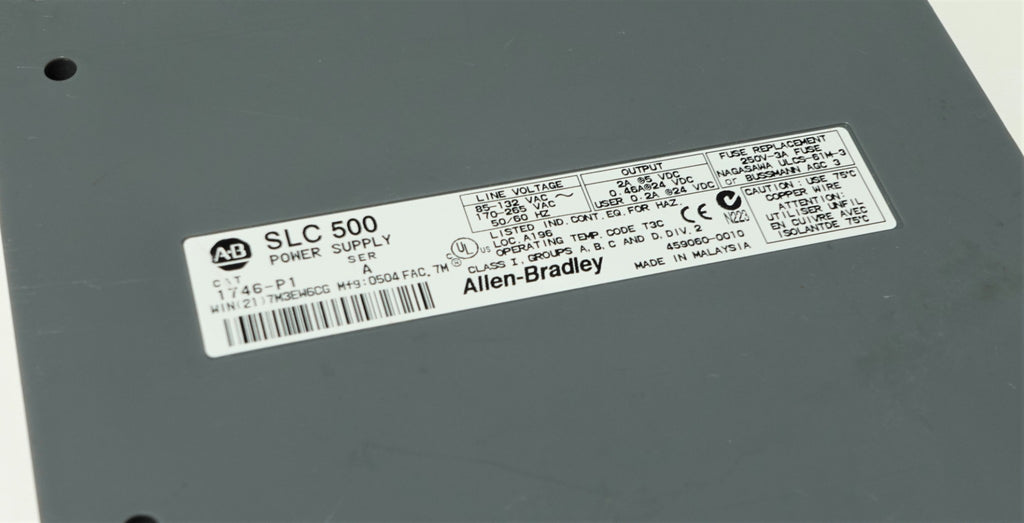 A-B
SLC 500
POWER SUPPLY
CAT SER
1746-P1 A
WIN(21)7M3EW6CG Mfg:0504 FAC. 7M
LINE VOLTAGE
85-132 VAC ~
170-265 VAC
50/60 HZ
OUTPUT
2A @5 VDC
0.46A@24 VDC
USER 0.2A @24 VDC
FUSE REPLACEMENT
250V-3A FUSE
NAGASAWA ULCS-61M-3
or BUSSMANN AGC 3
UL US
LISTED IND. CONT. EQ. FOR HAZ.
LOC. A196
OPERATING TEMP. CODE T3C
CLASS I, GROUPS A, B, C AND D, DIV. 2
CE
N223
CAUTION: USE 75°C
COPPER WIRE
ATTENTION:
UTILISER UNFIL
EN CUIVRE AVEC
ISOLANTDE 75°C
459060-0010
Allen-Bradley
MADE IN MALAYSIA